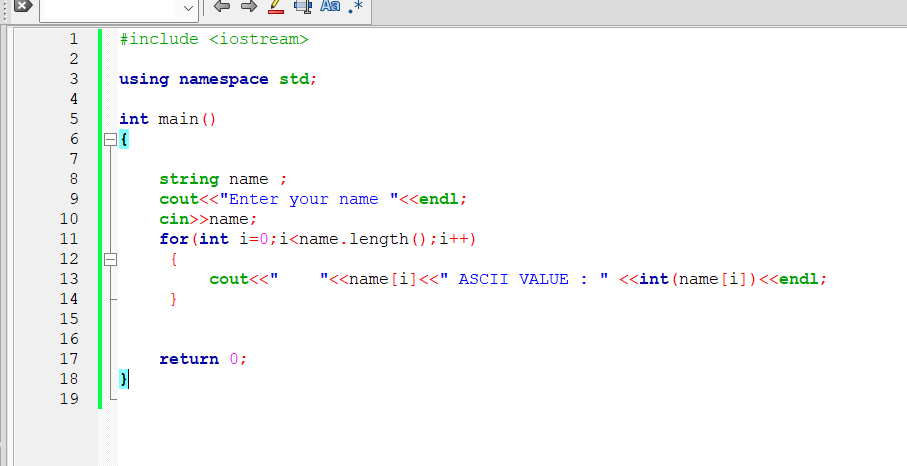 Aa .*
1 #include <iostream>
2
3 using namespace std;
4
5 int main()
6 {
7
8     string name ;
9     cout<<"Enter your name "<<endl;
10     cin>>name;
11     for(int i=0;i<name.length();i++)
12      {
13          cout<<"    "<<name[i]<<" ASCII VALUE : " <<int(name[i])<<endl;
14      }
15
16
17     return 0;
18 }
19